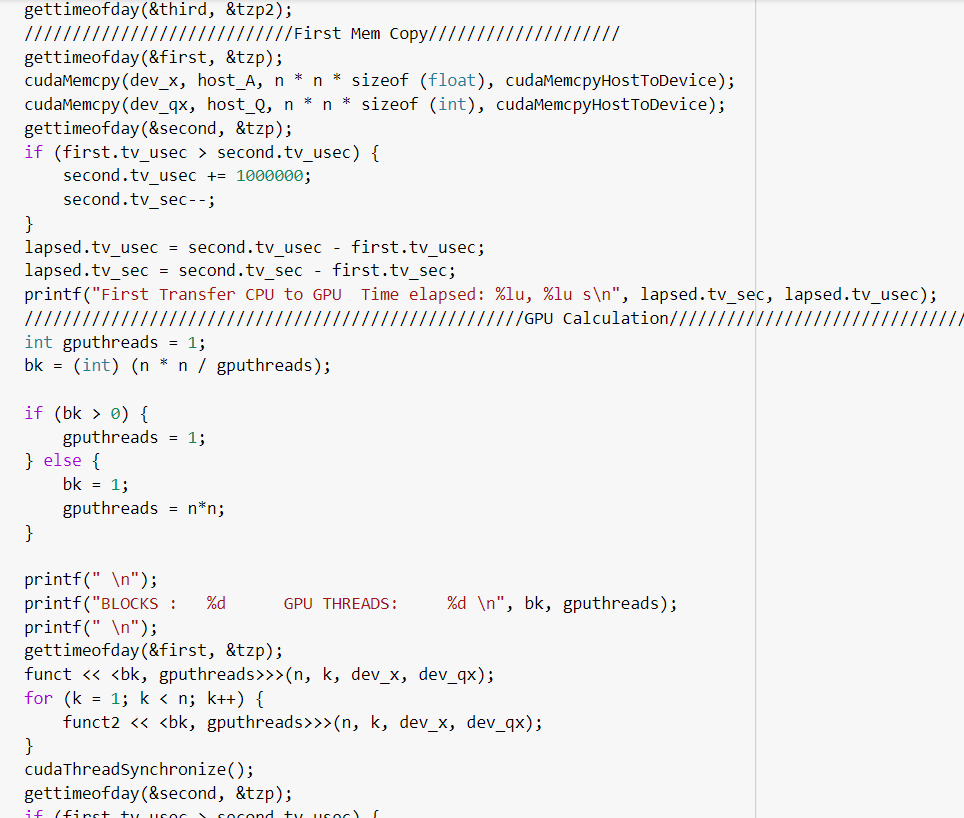 gettimeofday(&third, &tzp2);
////////////////////////////First Mem Copy////////////////////
gettimeofday(&first, &tzp);
cudaMemcpy(dev_x, host_A, n * n * sizeof (float), cudaMemcpyHostToDevice);
cudaMemcpy(dev_qx, host_Q, n * n * sizeof (int), cudaMemcpyHostToDevice);
gettimeofday(&second, &tzp);
if (first.tv_usec > second.tv_usec) {
    second.tv_usec += 1000000;
    second.tv_sec--;
}
lapsed.tv_usec = second.tv_usec - first.tv_usec;
lapsed.tv_sec = second.tv_sec - first.tv_sec;
printf("First Transfer CPU to GPU  Time elapsed: %lu, %lu s\n", lapsed.tv_sec, lapsed.tv_usec);
////////////////////////////////////////////////////GPU Calculation///////////////////////////////
int gputhreads = 1;
bk = (int) (n * n / gputhreads);

if (bk > 0) {
    gputhreads = 1;
} else {
    bk = 1;
    gputhreads = n*n;
}

printf(" \n");
printf("BLOCKS :   %d      GPU THREADS:     %d \n", bk, gputhreads);
printf(" \n");
gettimeofday(&first, &tzp);
funct << <bk, gputhreads>>>(n, k, dev_x, dev_qx);
for (k = 1; k < n; k++) {
    funct2 << <bk, gputhreads>>>(n, k, dev_x, dev_qx);
}
cudaThreadSynchronize();
gettimeofday(&second, &tzp);
if (first.tv_usec > second.tv_usec) {